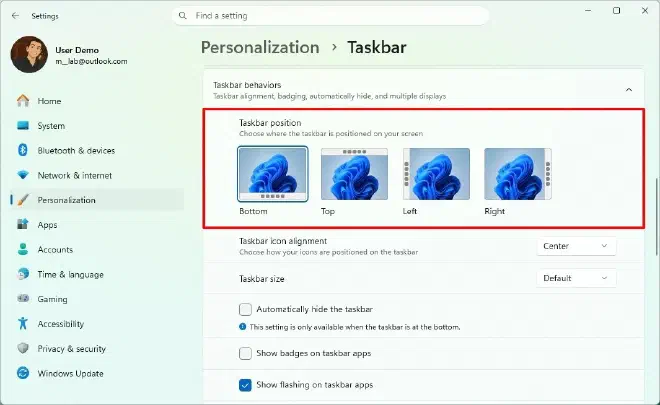 Settings
Find a setting
User Demo
m_lab@outlook.com
Home
System
Bluetooth & devices
Network & internet
Personalization
Apps
Accounts
Time & language
Gaming
Accessibility
Privacy & security
Windows Update
Personalization > Taskbar
Taskbar behaviors
Taskbar alignment, badging, automatically hide, and multiple displays
Taskbar position
Choose where the taskbar is positioned on your screen
Bottom Top Left Right
Taskbar icon alignment
Choose how your icons are positioned on the taskbar
Center
Taskbar size
Default
Automatically hide the taskbar
This setting is only available when the taskbar is at the bottom.
Show badges on taskbar apps
Show flashing on taskbar apps